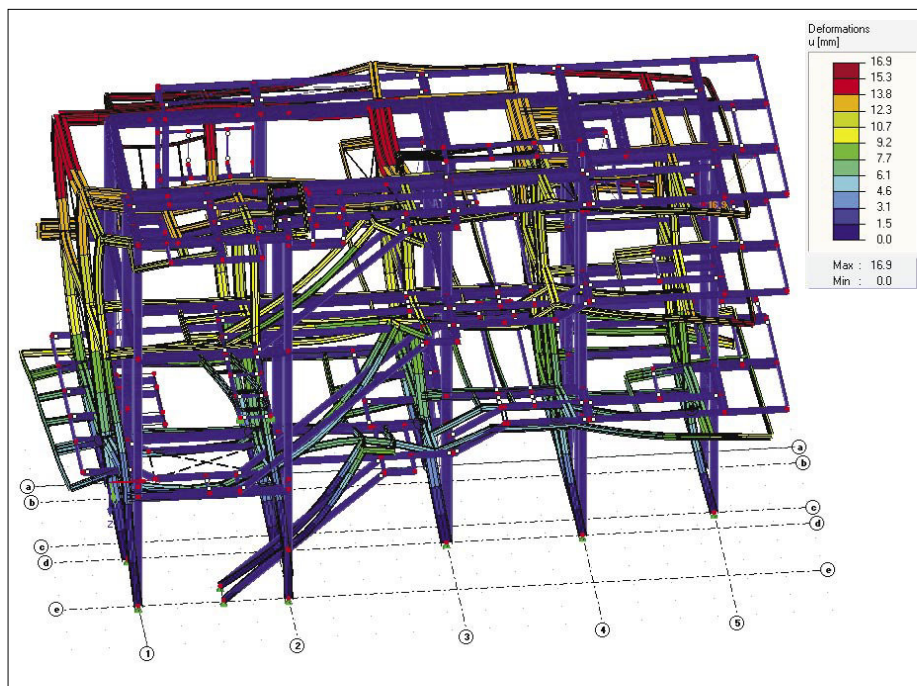 Deformations
u [mm]
16.9
15.3
13.8
12.3
10.7
9.2
7.7
6.1
4.6
3.1
1.5
0.0
Max : 16.9
Min : 0.0
16.9
a
a
b
b
c
c
d
d
e
e
Z
1
2
3
4
5